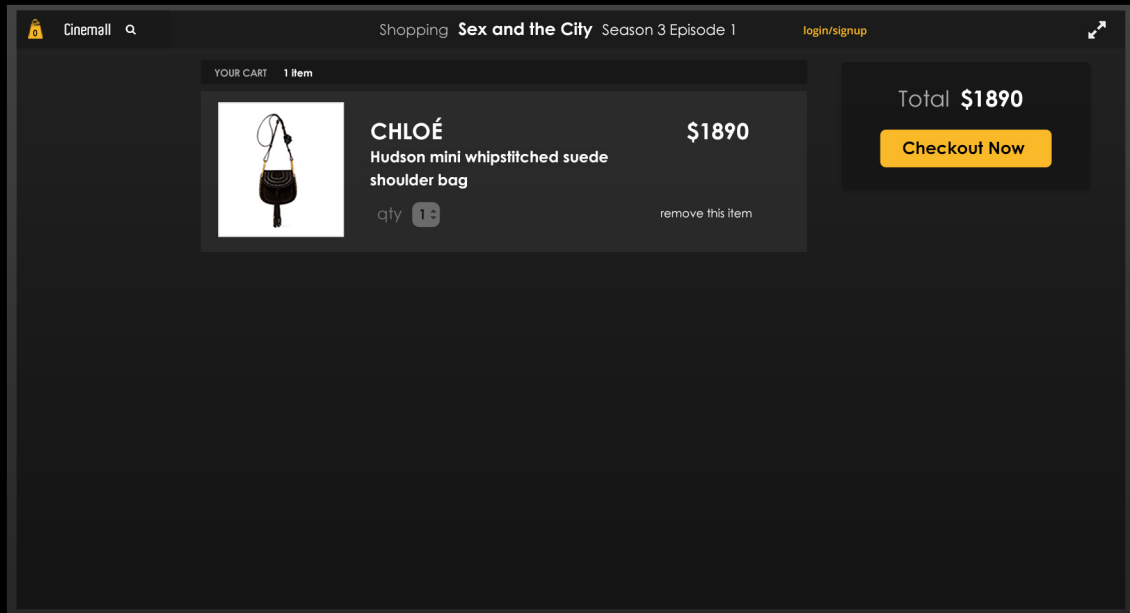 0 Cinemall Shopping Sex and the City Season 3 Episode 1 login/signup
YOUR CART 1 Item
Total $1890
CHLOÉ $1890
Checkout Now
Hudson mini whipstitched suede
shoulder bag
qty 1 remove this item